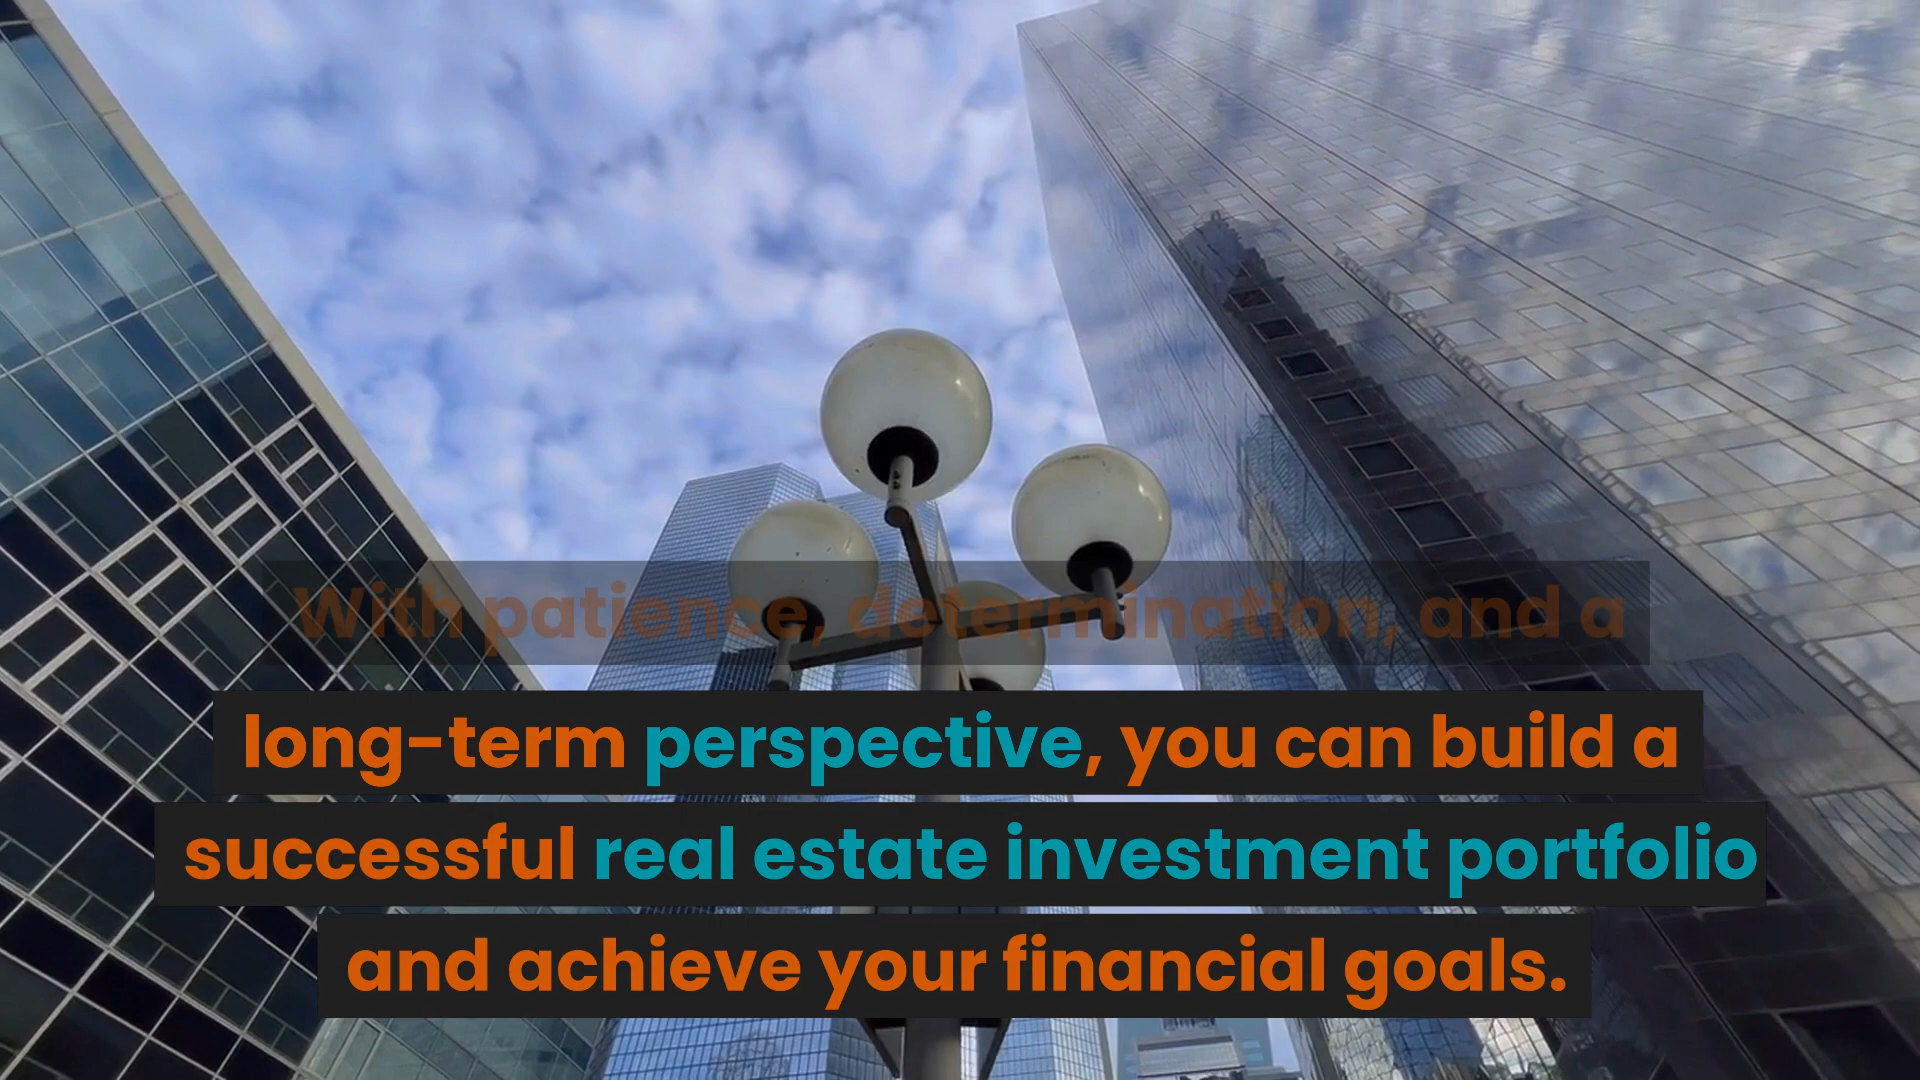 With patience, determination, and a
long-term perspective, you can build a
successful real estate investment portfolio
and achieve your financial goals.